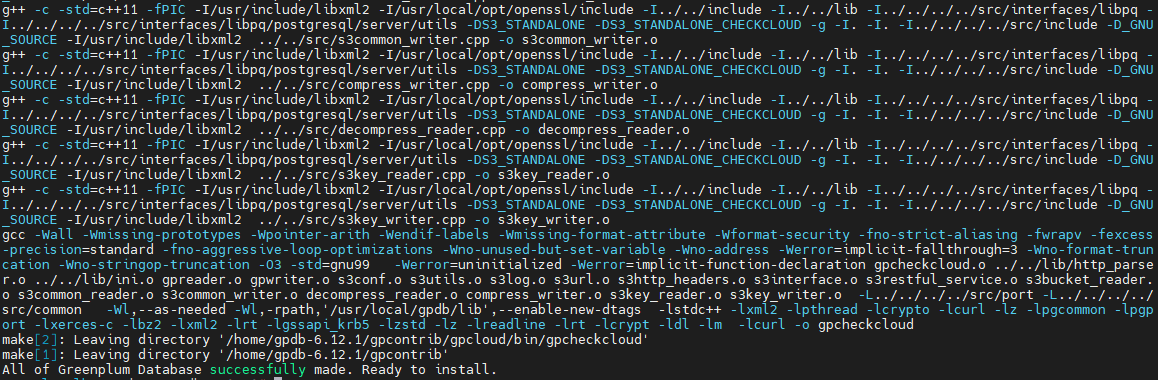 g++ -c -std=c++11 -fPIC -I/usr/include/libxml2 -I/usr/local/opt/openssl/include -I../../include -I../../lib -I../../../../src/interfaces/libpq -
I../../../../src/interfaces/libpq/postgresql/server/utils -DS3_STANDALONE -DS3_STANDALONE_CHECKCLOUD -g -I. -I. -I../../../../src/include -D_GNU
_SOURCE -I/usr/include/libxml2  ../../src/s3common_writer.cpp -o s3common_writer.o
g++ -c -std=c++11 -fPIC -I/usr/include/libxml2 -I/usr/local/opt/openssl/include -I../../include -I../../lib -I../../../../src/interfaces/libpq -
I../../../../src/interfaces/libpq/postgresql/server/utils -DS3_STANDALONE -DS3_STANDALONE_CHECKCLOUD -g -I. -I. -I../../../../src/include -D_GNU
_SOURCE -I/usr/include/libxml2  ../../src/compress_writer.cpp -o compress_writer.o
g++ -c -std=c++11 -fPIC -I/usr/include/libxml2 -I/usr/local/opt/openssl/include -I../../include -I../../lib -I../../../../src/interfaces/libpq -
I../../../../src/interfaces/libpq/postgresql/server/utils -DS3_STANDALONE -DS3_STANDALONE_CHECKCLOUD -g -I. -I. -I../../../../src/include -D_GNU
_SOURCE -I/usr/include/libxml2  ../../src/decompress_reader.cpp -o decompress_reader.o
g++ -c -std=c++11 -fPIC -I/usr/include/libxml2 -I/usr/local/opt/openssl/include -I../../include -I../../lib -I../../../../src/interfaces/libpq -
I../../../../src/interfaces/libpq/postgresql/server/utils -DS3_STANDALONE -DS3_STANDALONE_CHECKCLOUD -g -I. -I. -I../../../../src/include -D_GNU
_SOURCE -I/usr/include/libxml2  ../../src/s3key_reader.cpp -o s3key_reader.o
g++ -c -std=c++11 -fPIC -I/usr/include/libxml2 -I/usr/local/opt/openssl/include -I../../include -I../../lib -I../../../../src/interfaces/libpq -
I../../../../src/interfaces/libpq/postgresql/server/utils -DS3_STANDALONE -DS3_STANDALONE_CHECKCLOUD -g -I. -I. -I../../../../src/include -D_GNU
_SOURCE -I/usr/include/libxml2  ../../src/s3key_writer.cpp -o s3key_writer.o
gcc -Wall -Wmissing-prototypes -Wpointer-arith -Wendif-labels -Wmissing-format-attribute -Wformat-security -fno-strict-aliasing -fwrapv -fexcess
-precision=standard -fno-aggressive-loop-optimizations -Wno-unused-but-set-variable -Wno-address -Werror=implicit-fallthrough=3 -Wno-format-trun
cation -Wno-stringop-truncation -O3 -std=gnu99   -Werror=uninitialized -Werror=implicit-function-declaration gpcheckcloud.o ../../lib/http_parse
r.o ../../lib/ini.o gpreader.o gpwriter.o s3conf.o s3utils.o s3log.o s3url.o s3http_headers.o s3interface.o s3restful_service.o s3bucket_reader.
o s3common_reader.o s3common_writer.o decompress_reader.o compress_writer.o s3key_reader.o s3key_writer.o  -L../../../../src/port -L../../../../
src/common   -Wl,--as-needed -Wl,-rpath,'/usr/local/gpdb/lib',--enable-new-dtags  -lstdc++ -lxml2 -lpthread -lcrypto -lcurl -lz -lpgcommon -lpgp
ort -lxerces-c -lbz2 -lxml2 -lrt -lgssapi_krb5 -lzstd -lz -lreadline -lrt -lcrypt -ldl -lm  -lcurl -o gpcheckcloud
make[2]: Leaving directory '/home/gpdb-6.12.1/gpcontrib/gpcloud/bin/gpcheckcloud'
make[1]: Leaving directory '/home/gpdb-6.12.1/gpcontrib'
All of Greenplum Database successfully made. Ready to install.